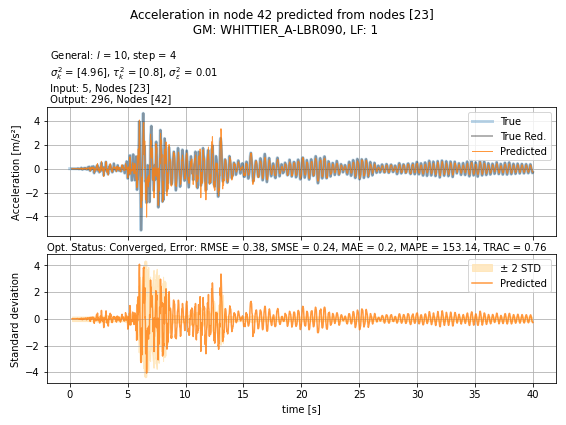 Acceleration in node 42 predicted from nodes [23]
GM: WHITTIER_A-LBR090, LF: 1
General: l = 10, step = 4
σ²ₖ = [4.96], τ²ₖ = [0.8], σ²ε = 0.01
Input: 5, Nodes [23]
Output: 296, Nodes [42]
Acceleration [m/s²]
4
2
0
−2
−4
True
True Red.
Predicted
Opt. Status: Converged, Error: RMSE = 0.38, SMSE = 0.24, MAE = 0.2, MAPE = 153.14, TRAC = 0.76
Standard deviation
4
2
0
−2
−4
± 2 STD
Predicted
0 5 10 15 20 25 30 35 40
time [s]